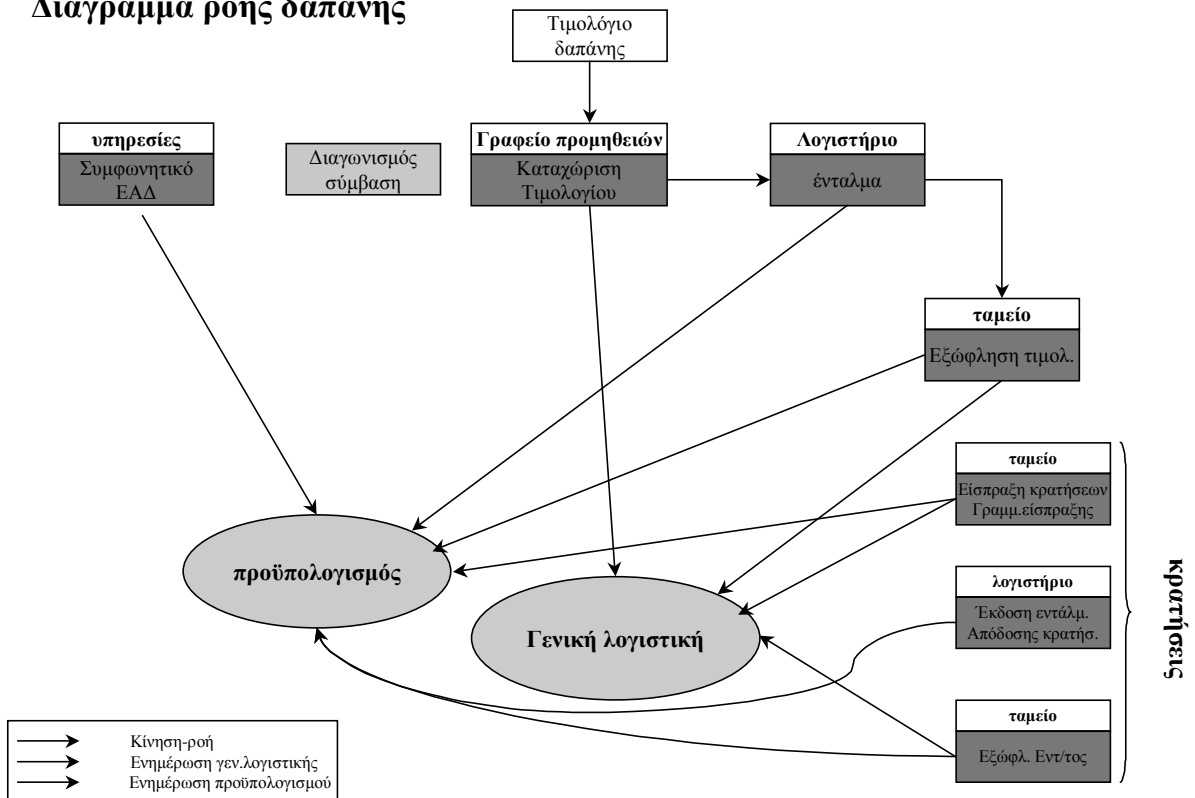 Διάγραμμα ροής δαπάνης
Τιμολόγιο
δαπάνης
υπηρεσίες
Συμφωνητικό
ΕΑΔ
Διαγωνισμός
σύμβαση
Γραφείο προμηθειών
Καταχώριση
Τιμολογίου
Λογιστήριο
ένταλμα
ταμείο
Εξώφληση τιμολ.
ταμείο
Είσπραξη κρατήσεων
Γραμμ.είσπραξης
προϋπολογισμός
λογιστήριο
Έκδοση εντάλμ.
Απόδοσης κρατήσ.
κρατήσεις
Γενική λογιστική
ταμείο
Εξώφλ. Εντ/τος
Κίνηση-ροή
Ενημέρωση γεν.λογιστικής
Ενημέρωση προϋπολογισμού